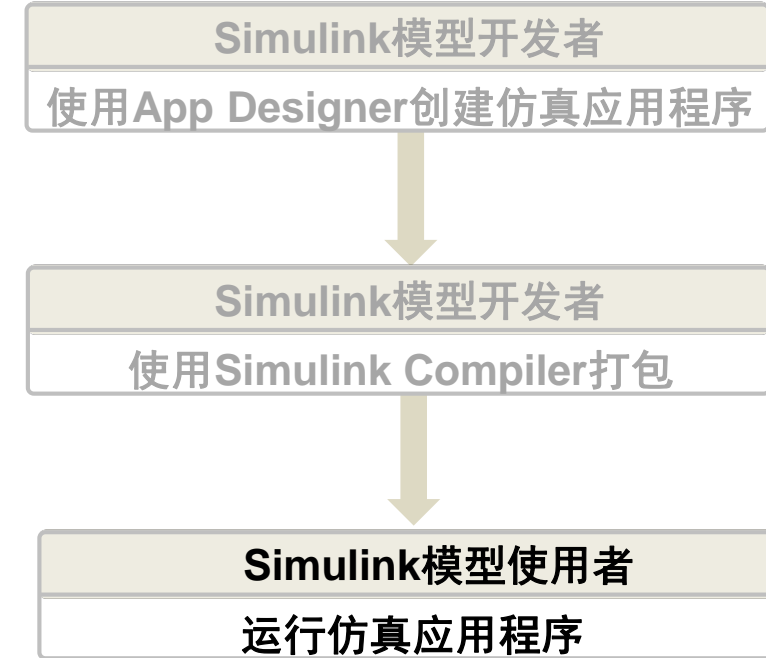 Simulink模型开发者
使用App Designer创建仿真应用程序
Simulink模型开发者
使用Simulink Compiler打包
Simulink模型使用者
运行仿真应用程序